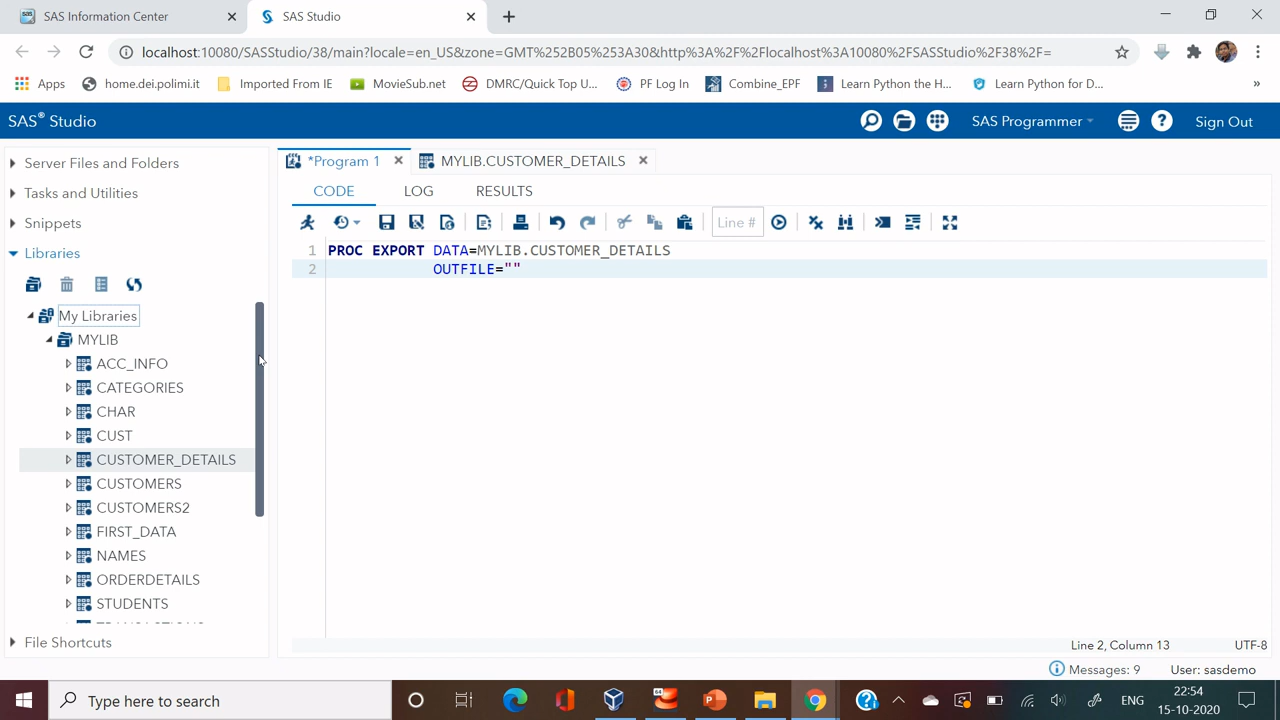 SAS Information Center
SAS Studio
localhost:10080/SASStudio/38/main?locale=en_US&zone=GMT%252B05%253A30&http%3A%2F%2Flocalhost%3A10080%2FSASStudio%2F38%2F=
Apps
home.dei.polimi.it
Imported From IE
MovieSub.net
DMRC/Quick Top U...
PF Log In
Combine_EPF
Learn Python the H...
Learn Python for D...
»
SAS® Studio
SAS Programmer
Sign Out
Server Files and Folders
Tasks and Utilities
Snippets
Libraries
My Libraries
MYLIB
ACC_INFO
CATEGORIES
CHAR
CUST
CUSTOMER_DETAILS
CUSTOMERS
CUSTOMERS2
FIRST_DATA
NAMES
ORDERDETAILS
STUDENTS
File Shortcuts
*Program 1
MYLIB.CUSTOMER_DETAILS
CODE LOG RESULTS
Line #
1 PROC EXPORT DATA=MYLIB.CUSTOMER_DETAILS
2 OUTFILE=""
Line 2, Column 13
UTF-8
Messages: 9
User: sasdemo
Type here to search
64
ENG
22:54
15-10-2020